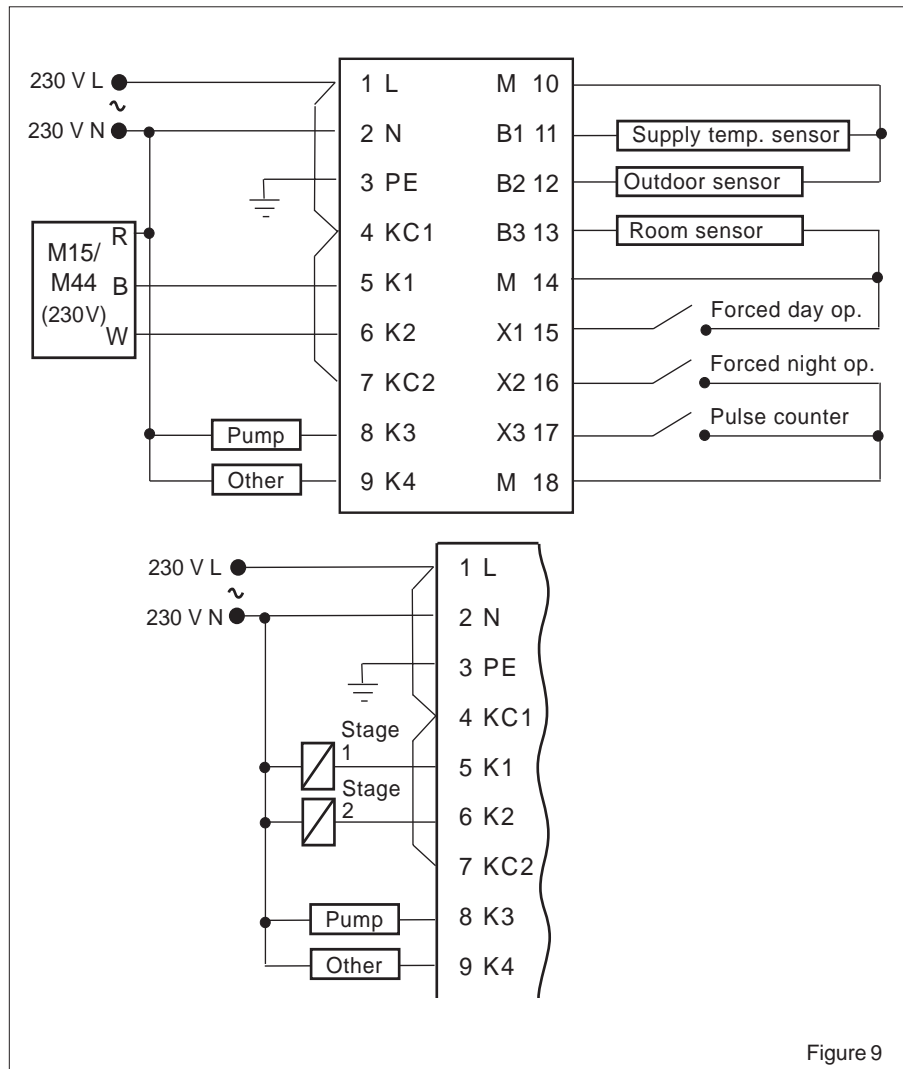 230 V L
~
230 V N
M15/
M44
(230V)
R
B
W
Pump
Other
1 L
2 N
3 PE
4 KC1
5 K1
6 K2
7 KC2
8 K3
9 K4
M 10
B1 11
B2 12
B3 13
M 14
X1 15
X2 16
X3 17
M 18
Supply temp. sensor
Outdoor sensor
Room sensor
Forced day op.
Forced night op.
Pulse counter
230 V L
~
230 V N
Stage
1
Stage
2
Pump
Other
1 L
2 N
3 PE
4 KC1
5 K1
6 K2
7 KC2
8 K3
9 K4
Figure 9